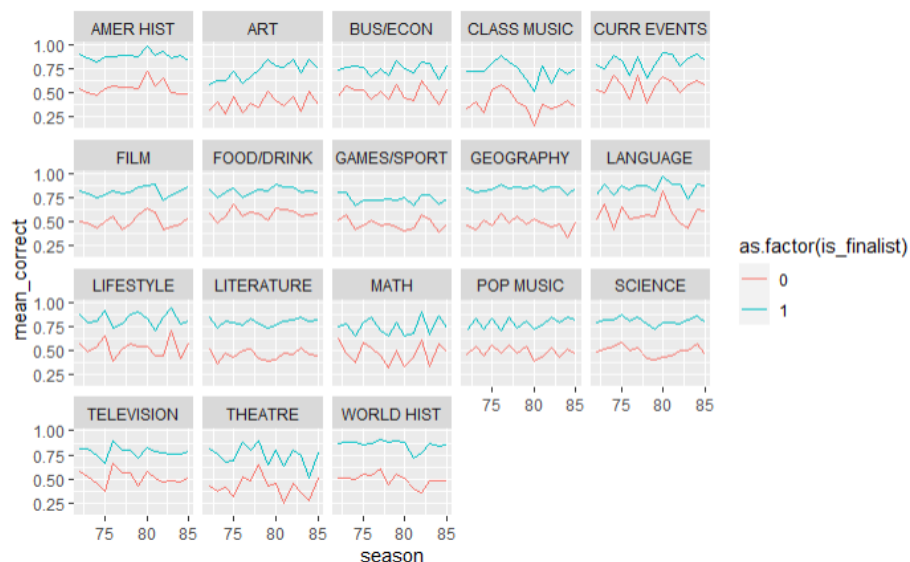 AMER HIST ART BUS/ECON CLASS MUSIC CURR EVENTS
1.00
0.75
0.50
0.25
FILM FOOD/DRINK GAMES/SPORT GEOGRAPHY LANGUAGE
1.00
0.75
0.50
0.25
LIFESTYLE LITERATURE MATH POP MUSIC SCIENCE
1.00
0.75
0.50
0.25
75 80 85 75 80 85
TELEVISION THEATRE WORLD HIST
1.00
0.75
0.50
0.25
75 80 85 75 80 85 75 80 85
season
mean_correct
as.factor(is_finalist)
0
1